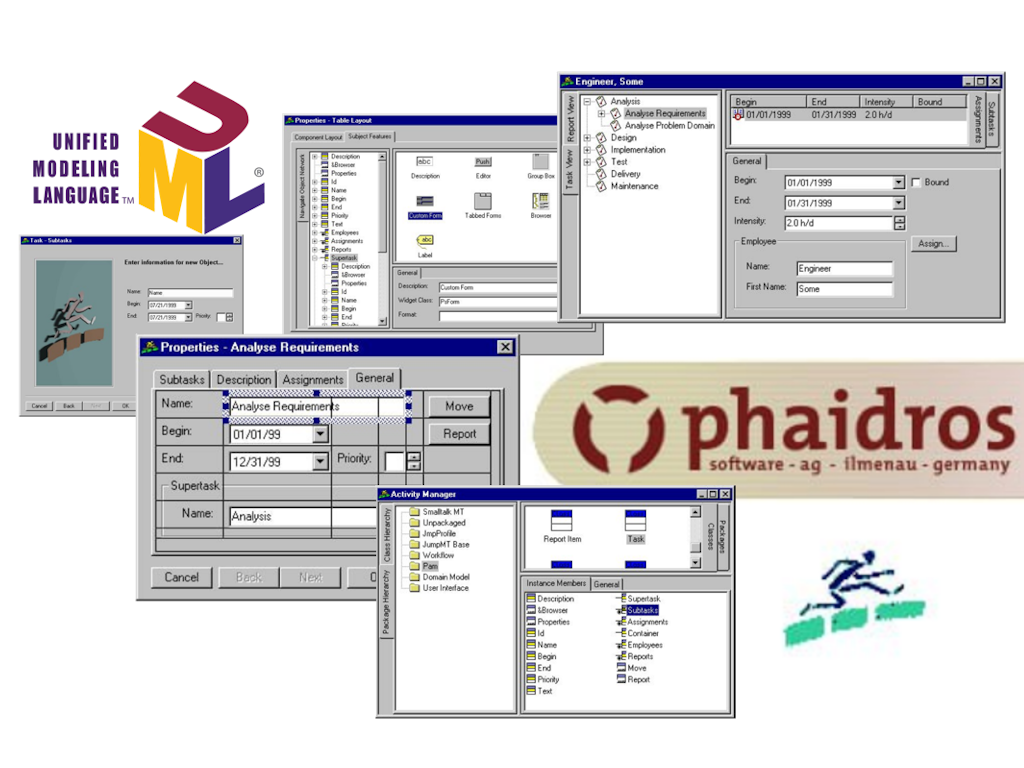 UNIFIED
MODELING
LANGUAGE™
UML®
Task - Subtasks
Enter information for new Object...
Name: Name
Begin: 07/21/1999
End: 07/21/1999 Priority:
Cancel Back Next OK
Properties - Table Layout
Component Layout Subject Features
Navigate Object Network
Description
&Browser
Properties
Id
Name
Begin
End
Priority
Text
Employees
Assignments
Reports
Supertask
Description
&Browser
Properties
Id
Name
Begin
End
Priority
abc Push
Description Editor Group Box
Custom Form Tabbed Forms Browser
abc
Label
General
Description: Custom Form
Widget Class: PsForm
Format:
Engineer, Some
Report View
Task View
Analysis
Analyse Requirements
Analyse Problem Domain
Design
Implementation
Test
Delivery
Maintenance
Begin End Intensity Bound
01/01/1999 01/31/1999 2.0 h/d
Assignments
Subtasks
General
Begin: 01/01/1999 Bound
End: 01/31/1999
Intensity: 2.0 h/d
Employee Assign...
Name: Engineer
First Name: Some
Properties - Analyse Requirements
Subtasks Description Assignments General
Name: Analyse Requirements Move
Begin: 01/01/99 Report
End: 12/31/99 Priority:
Supertask
Name: Analysis
Cancel Back Next
phaidros
software - ag - ilmenau - germany
Activity Manager
Class Hierarchy
Package Hierarchy
Smalltalk MT
Unpackaged
JmpProfile
JumpMT Base
Workflow
Pam
Domain Model
User Interface
Report Item Task
Classes
Packages
Instance Members General
Description Supertask
&Browser Subtasks
Properties Assignments
Id Container
Name Employees
Begin Reports
End Move
Priority Report
Text